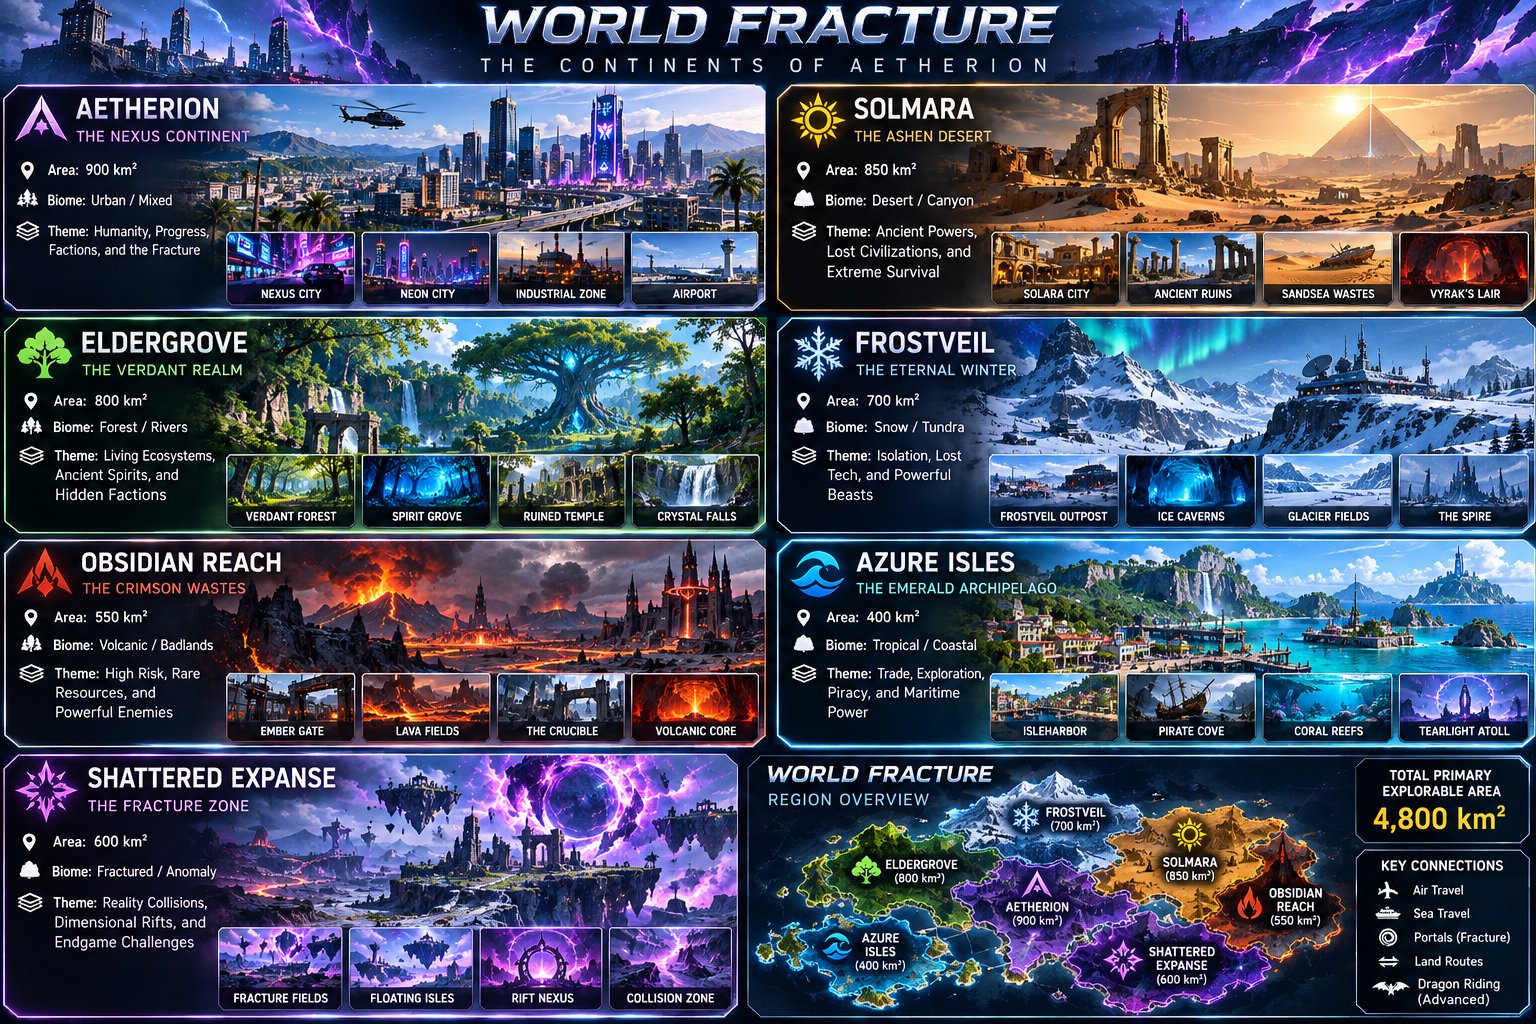 WORLD FRACTURE
THE CONTINENTS OF AETHERION
AETHERION
THE NEXUS CONTINENT
Area: 900 km²
Biome: Urban / Mixed
Theme: Humanity, Progress,
Factions, and the Fracture
NEXUS CITY
NEON CITY
INDUSTRIAL ZONE
AIRPORT
SOLMARA
THE ASHEN DESERT
Area: 850 km²
Biome: Desert / Canyon
Theme: Ancient Powers,
Lost Civilizations, and
Extreme Survival
SOLARA CITY
ANCIENT RUINS
SANDSEA WASTES
VYRAK'S LAIR
ELDERGROVE
THE VERDANT REALM
Area: 800 km²
Biome: Forest / Rivers
Theme: Living Ecosystems,
Ancient Spirits, and
Hidden Factions
VERDANT FOREST
SPIRIT GROVE
RUINED TEMPLE
CRYSTAL FALLS
FROSTVEIL
THE ETERNAL WINTER
Area: 700 km²
Biome: Snow / Tundra
Theme: Isolation, Lost
Tech, and Powerful
Beasts
FROSTVEIL OUTPOST
ICE CAVERNS
GLACIER FIELDS
THE SPIRE
OBSIDIAN REACH
THE CRIMSON WASTES
Area: 550 km²
Biome: Volcanic / Badlands
Theme: High Risk, Rare
Resources, and
Powerful Enemies
EMBER GATE
LAVA FIELDS
THE CRUCIBLE
VOLCANIC CORE
AZURE ISLES
THE EMERALD ARCHIPELAGO
Area: 400 km²
Biome: Tropical / Coastal
Theme: Trade, Exploration,
Piracy, and Maritime
Power
ISLEHARBOR
PIRATE COVE
CORAL REEFS
TEARLIGHT ATOLL
SHATTERED EXPANSE
THE FRACTURE ZONE
Area: 600 km²
Biome: Fractured / Anomaly
Theme: Reality Collisions,
Dimensional Rifts, and
Endgame Challenges
FRACTURE FIELDS
FLOATING ISLES
RIFT NEXUS
COLLISION ZONE
WORLD FRACTURE
REGION OVERVIEW
FROSTVEIL
(700 km²)
ELDERGROVE
(800 km²)
SOLMARA
(850 km²)
AETHERION
(900 km²)
OBSIDIAN
REACH
(550 km²)
AZURE
ISLES
(400 km²)
SHATTERED
EXPANSE
(600 km²)
TOTAL PRIMARY
EXPLORABLE AREA
4,800 km²
KEY CONNECTIONS
Air Travel
Sea Travel
Portals (Fracture)
Land Routes
Dragon Riding
(Advanced)